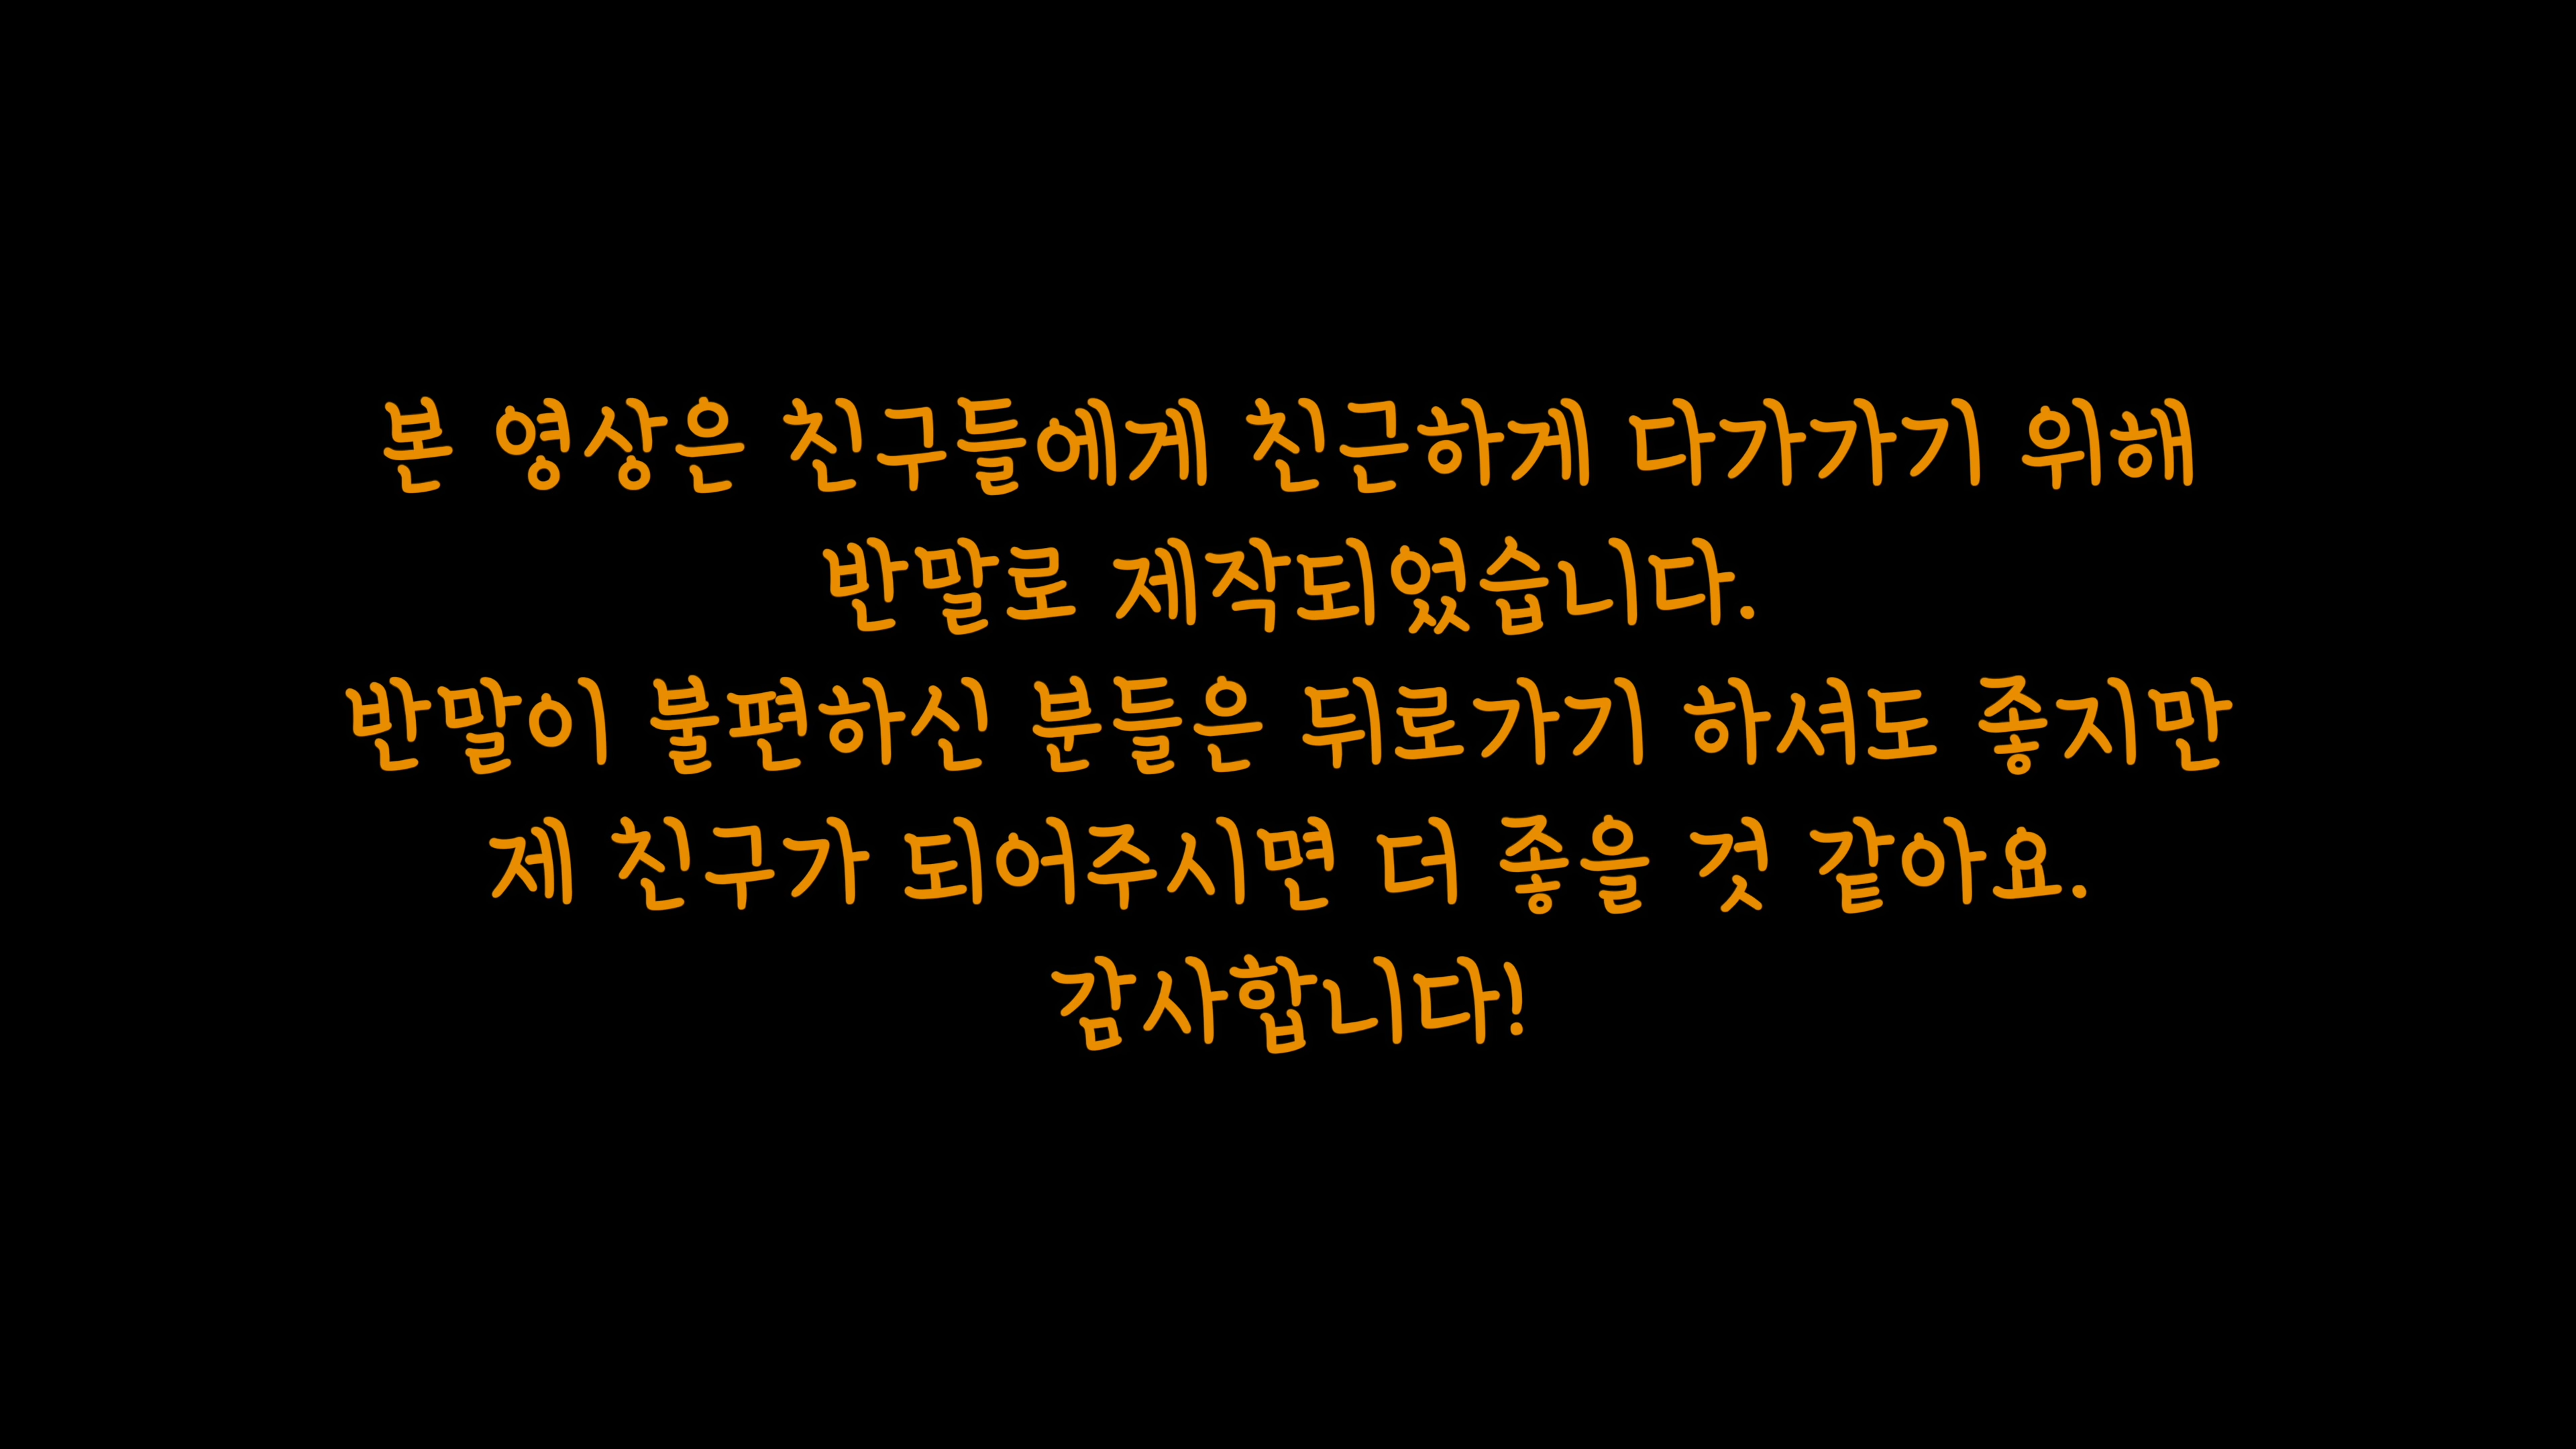 본 영상은 친구들에게 친근하게 다가가기 위해
반말로 제작되었습니다.
반말이 불편하신 분들은 뒤로가기 하셔도 좋지만
제 친구가 되어주시면 더 좋을 것 같아요.
감사합니다!